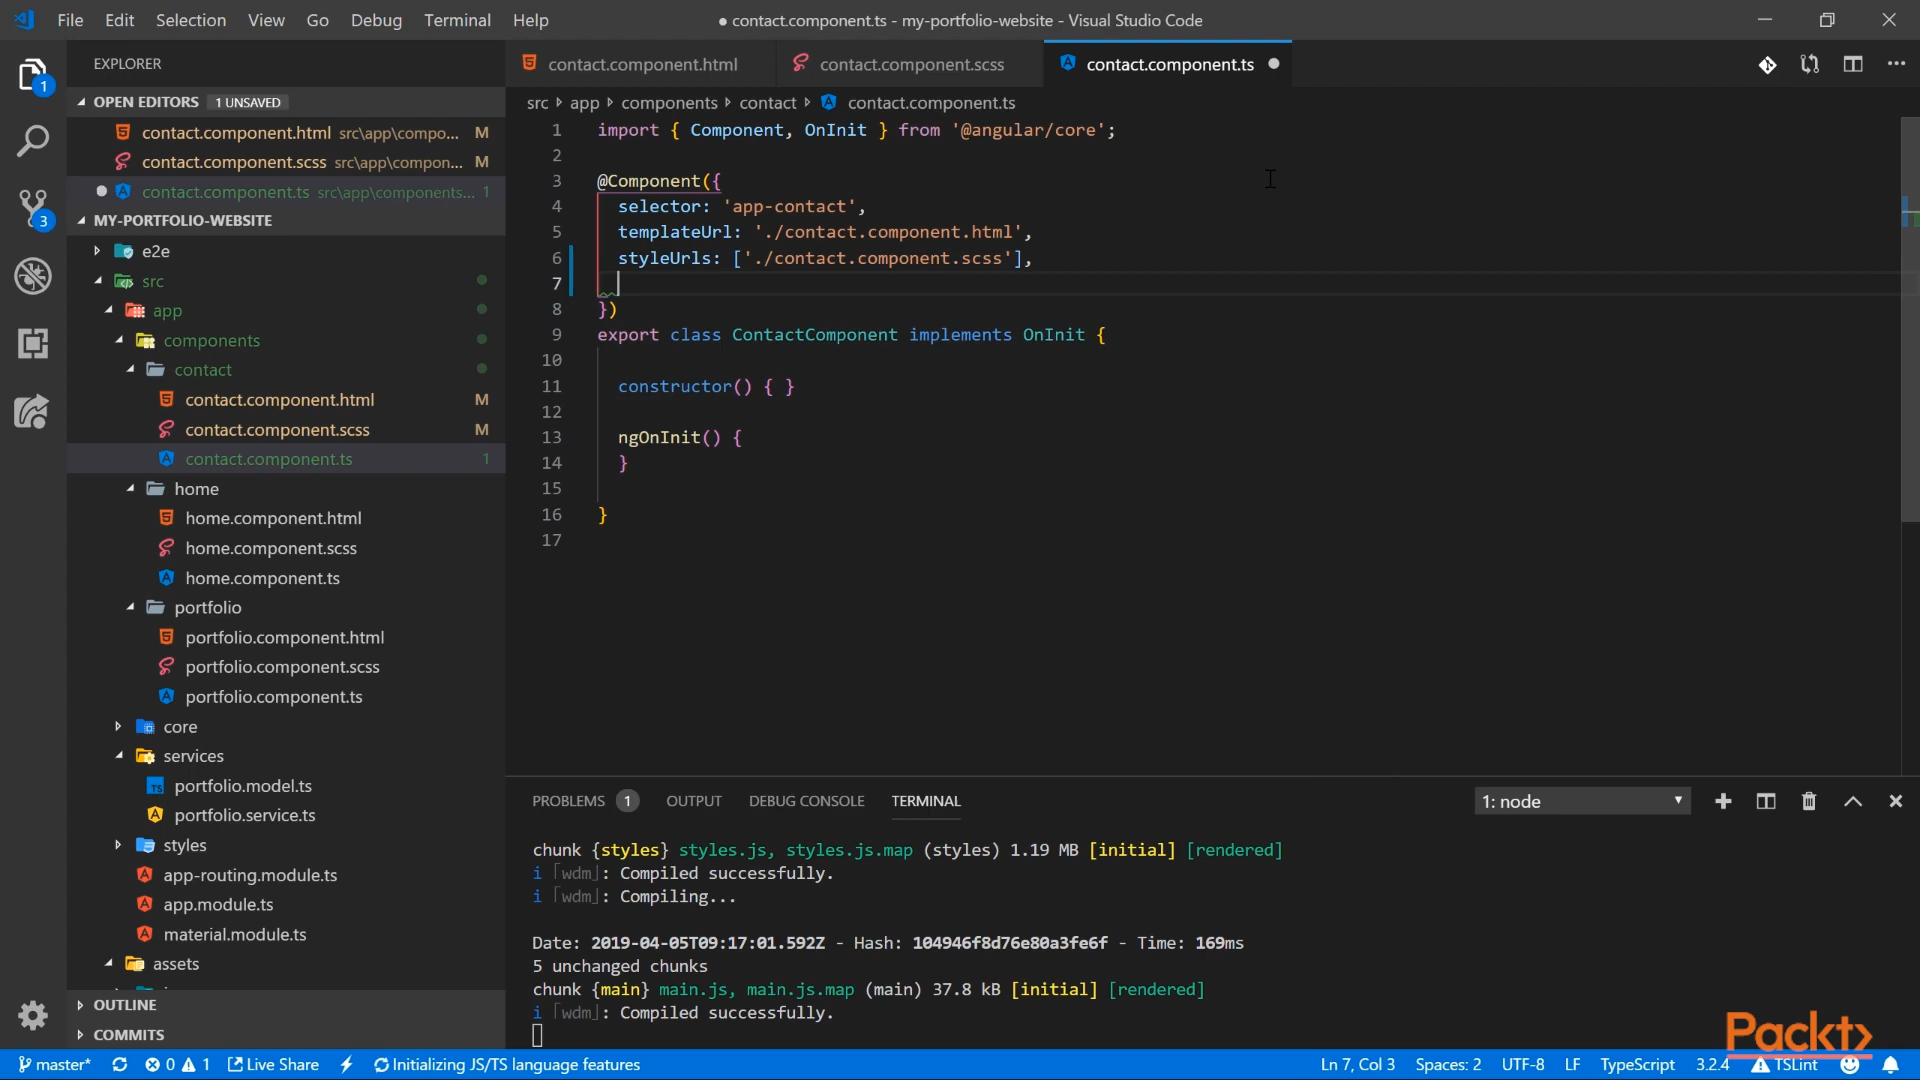 File Edit Selection View Go Debug Terminal Help
● contact.component.ts - my-portfolio-website - Visual Studio Code
EXPLORER
OPEN EDITORS 1 UNSAVED
contact.component.html src\app\compo... M
contact.component.scss src\app\compon... M
contact.component.ts src\app\components... 1
MY-PORTFOLIO-WEBSITE
e2e
src
app
components
contact
contact.component.html M
contact.component.scss M
contact.component.ts 1
home
home.component.html
home.component.scss
home.component.ts
portfolio
portfolio.component.html
portfolio.component.scss
portfolio.component.ts
core
services
portfolio.model.ts
portfolio.service.ts
styles
app-routing.module.ts
app.module.ts
material.module.ts
assets
OUTLINE
COMMITS
1
3
contact.component.html contact.component.scss contact.component.ts
src app components contact contact.component.ts
1 import { Component, OnInit } from '@angular/core';
2
3 @Component({
4 selector: 'app-contact',
5 templateUrl: './contact.component.html',
6 styleUrls: ['./contact.component.scss'],
7
8 })
9 export class ContactComponent implements OnInit {
10
11 constructor() { }
12
13 ngOnInit() {
14 }
15
16 }
17
PROBLEMS 1 OUTPUT DEBUG CONSOLE TERMINAL 1: node
chunk {styles} styles.js, styles.js.map (styles) 1.19 MB [initial] [rendered]
i ｢wdm｣: Compiled successfully.
i ｢wdm｣: Compiling...
Date: 2019-04-05T09:17:01.592Z - Hash: 104946f8d76e80a3fe6f - Time: 169ms
5 unchanged chunks
chunk {main} main.js, main.js.map (main) 37.8 kB [initial] [rendered]
i ｢wdm｣: Compiled successfully.
Packt>
master* 0 1 Live Share Initializing JS/TS language features Ln 7, Col 3 Spaces: 2 UTF-8 LF TypeScript 3.2.4 TSLint